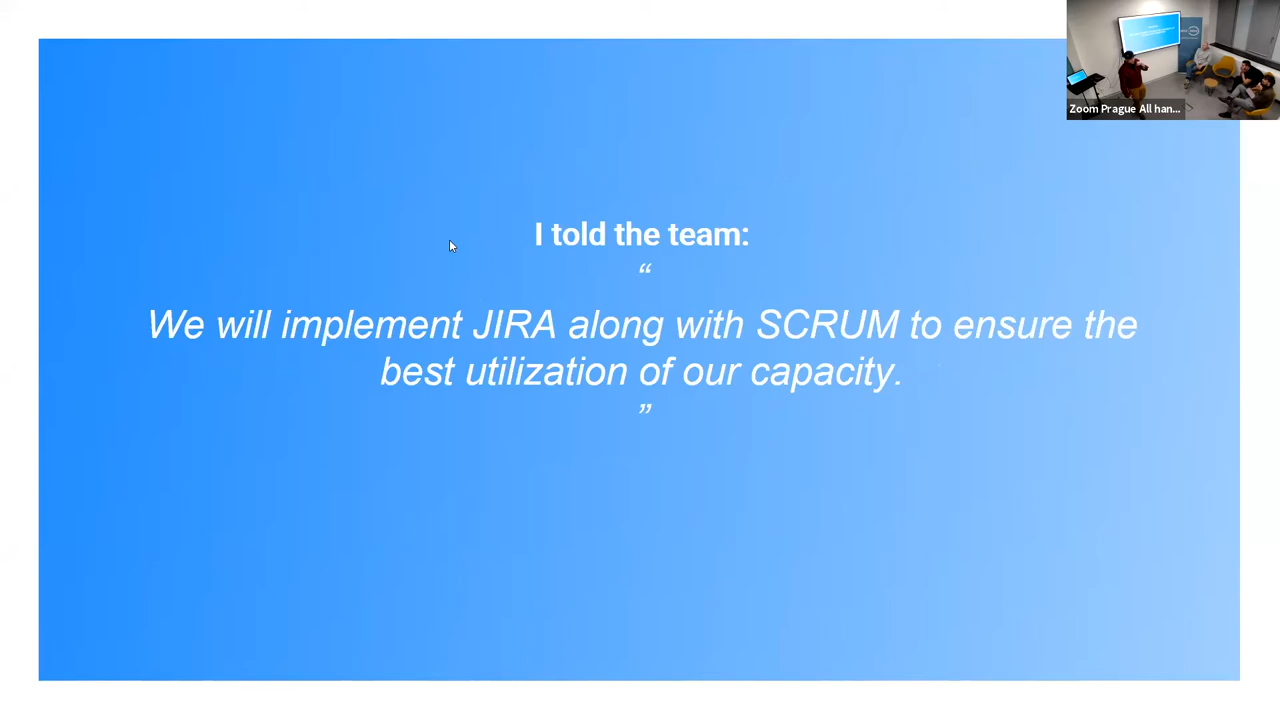 I told the team:
“
We will implement JIRA along with SCRUM to ensure the
best utilization of our capacity.
”
Zoom Prague All han...